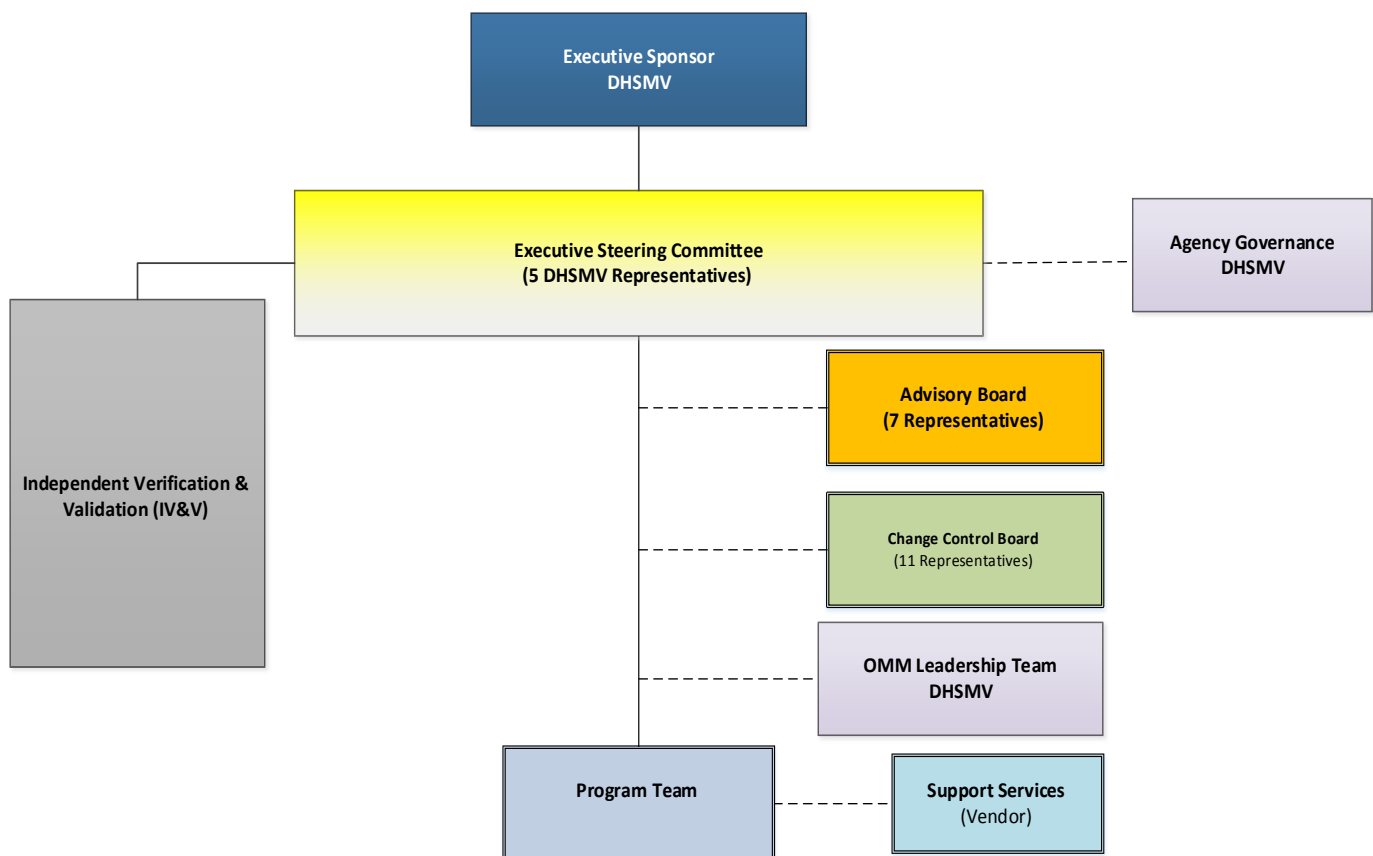 Executive Sponsor
DHSMV
Executive Steering Committee
(5 DHSMV Representatives)
Agency Governance
DHSMV
Advisory Board
(7 Representatives)
Independent Verification &
Validation (IV&V)
Change Control Board
(11 Representatives)
OMM Leadership Team
DHSMV
Program Team
Support Services
(Vendor)